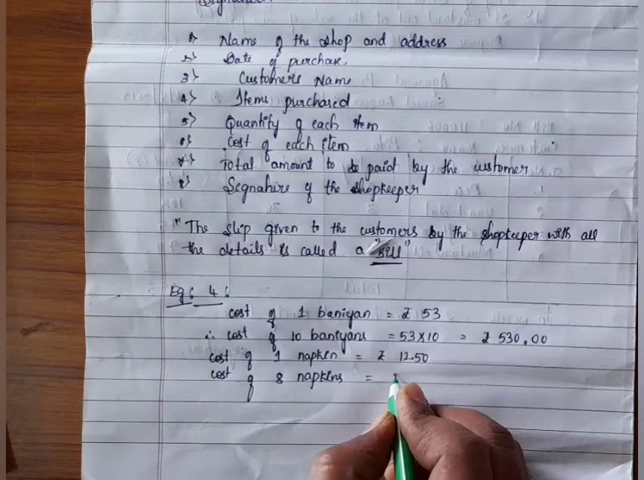 1> Name of the shop and address
2> Date of purchase
3> Customers Name
4> Items purchased
5> Quantity of each item
6> Cost of each item
7> Total amount to be paid by the customer
8> Segnature of the shopkeeper
" The slip given to the customers by the shopkeeper with all
the details is called a "Bill"
Eg: 4:
cost of 1 baniyan = ₹ 53
∴ cost of 10 baniyans = 53×10 = ₹ 530.00
cost of 1 napken = ₹ 12.50
cost of 8 napkens =